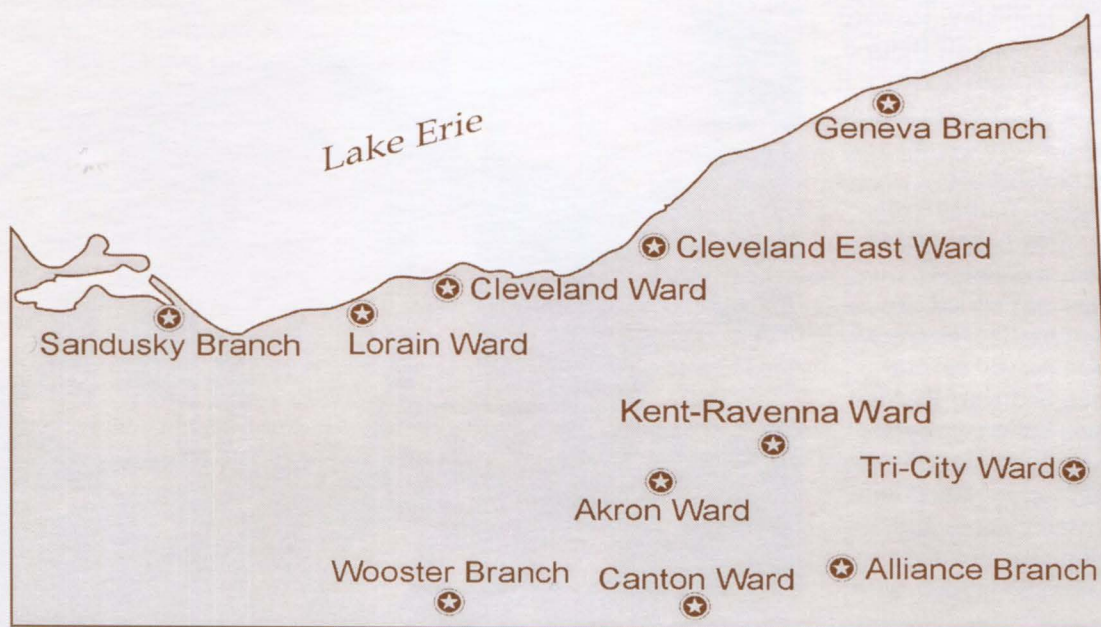 Lake Erie
Geneva Branch
Cleveland East Ward
Cleveland Ward
Sandusky Branch
Lorain Ward
Kent-Ravenna Ward
Tri-City Ward
Akron Ward
Wooster Branch
Canton Ward
Alliance Branch